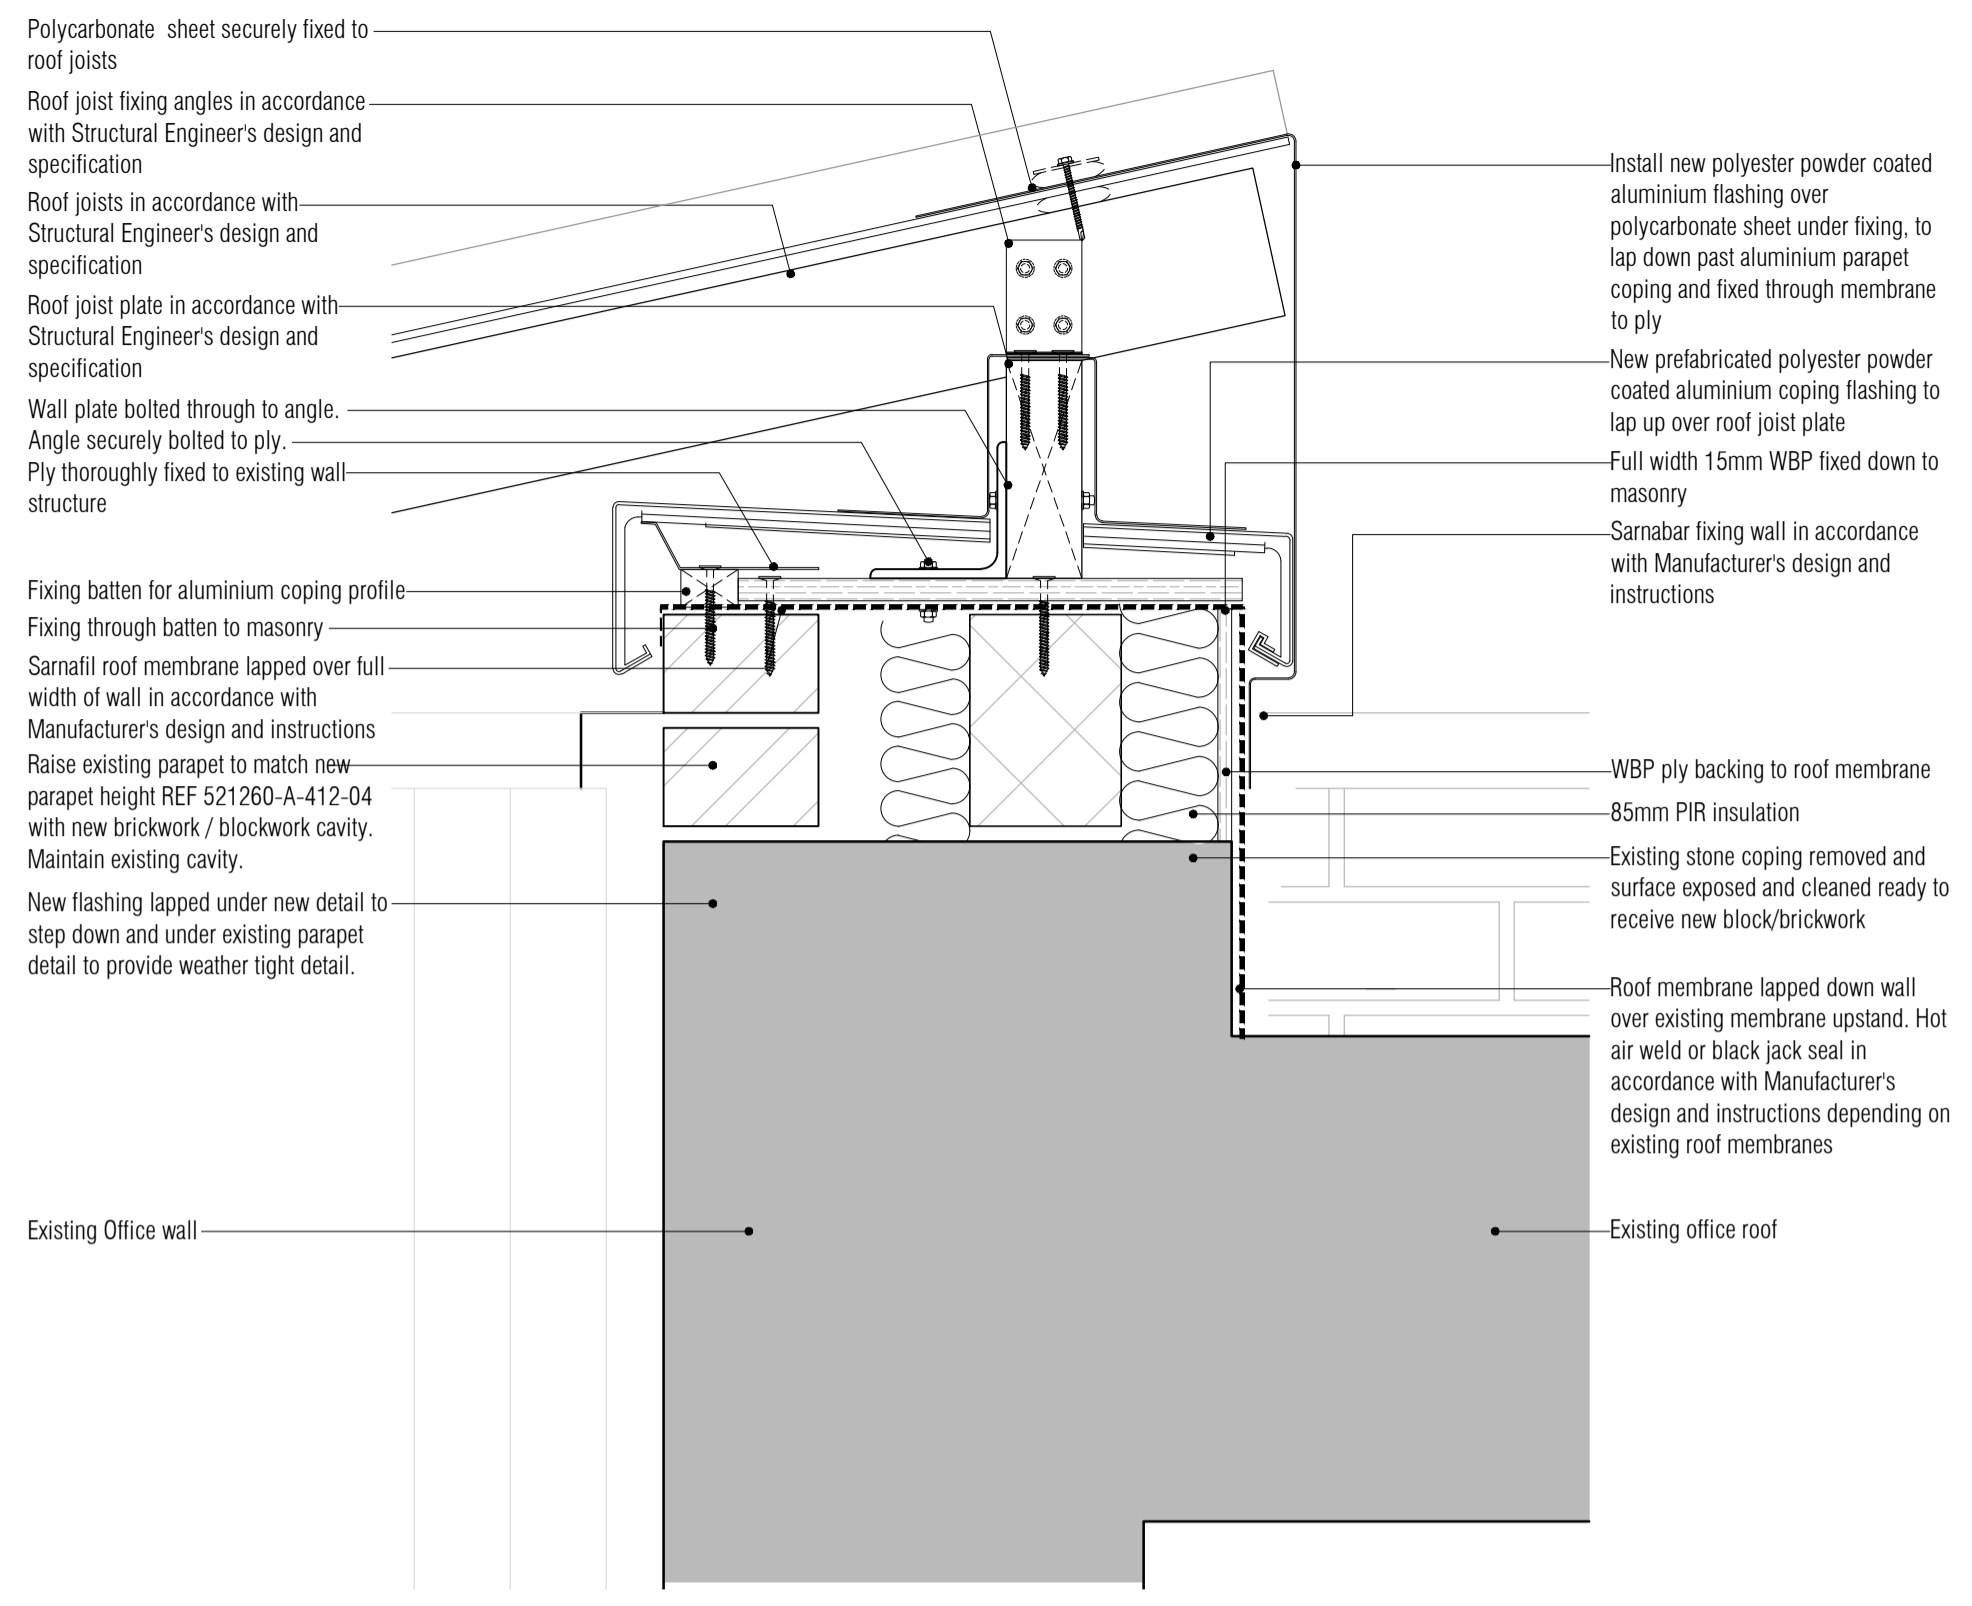 Polycarbonate  sheet securely fixed to
roof joists
Roof joist fixing angles in accordance
with Structural Engineer's design and
specification
Roof joists in accordance with
Structural Engineer's design and
specification
Roof joist plate in accordance with
Structural Engineer's design and
specification
Wall plate bolted through to angle.
Angle securely bolted to ply.
Ply thoroughly fixed to existing wall
structure
Fixing batten for aluminium coping profile
Fixing through batten to masonry
Sarnafil roof membrane lapped over full
width of wall in accordance with
Manufacturer's design and instructions
Raise existing parapet to match new
parapet height REF 521260-A-412-04
with new brickwork / blockwork cavity.
Maintain existing cavity.
New flashing lapped under new detail to
step down and under existing parapet
detail to provide weather tight detail.
Existing Office wall
Install new polyester powder coated
aluminium flashing over
polycarbonate sheet under fixing, to
lap down past aluminium parapet
coping and fixed through membrane
to ply
New prefabricated polyester powder
coated aluminium coping flashing to
lap up over roof joist plate
Full width 15mm WBP fixed down to
masonry
Sarnabar fixing wall in accordance
with Manufacturer's design and
instructions
WBP ply backing to roof membrane
85mm PIR insulation
Existing stone coping removed and
surface exposed and cleaned ready to
receive new block/brickwork
Roof membrane lapped down wall
over existing membrane upstand. Hot
air weld or black jack seal in
accordance with Manufacturer's
design and instructions depending on
existing roof membranes
Existing office roof